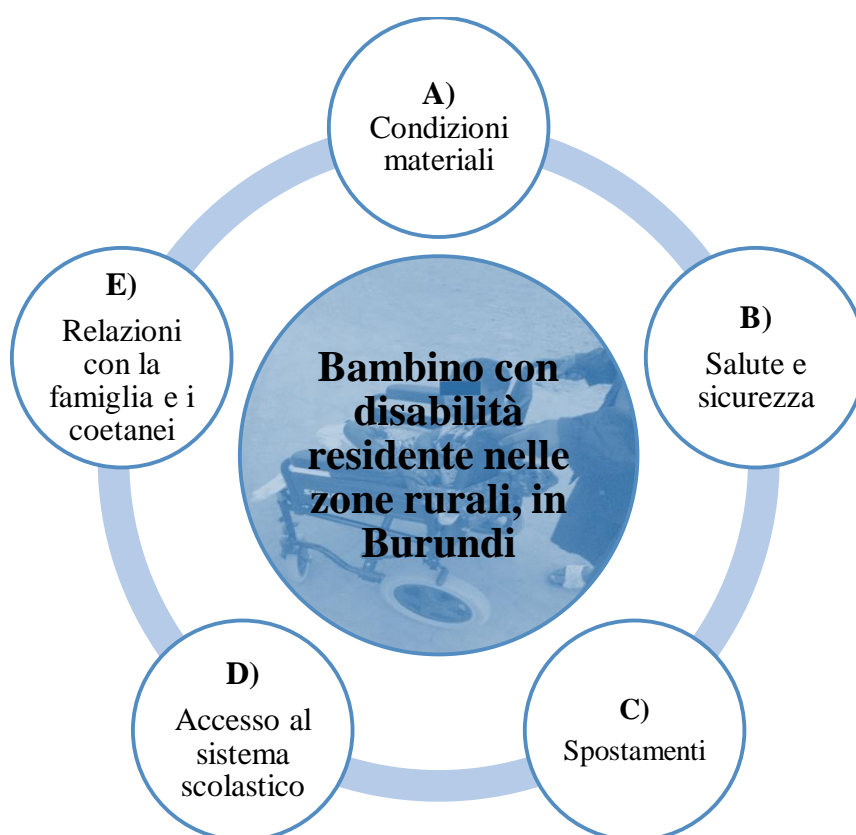 A)
Condizioni
materiali
B)
Salute e
sicurezza
C)
Spostamenti
D)
Accesso al
sistema
scolastico
E)
Relazioni
con la
famiglia e i
coetanei
Bambino con
disabilità
residente nelle
zone rurali, in
Burundi